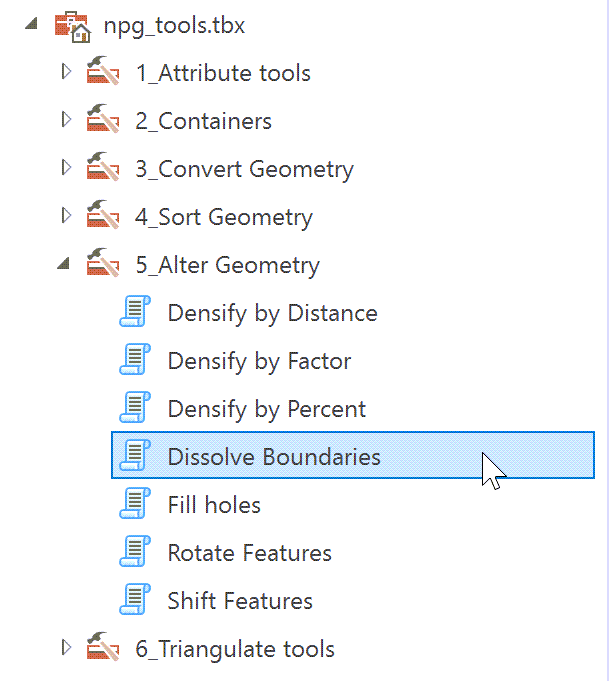 npg_tools.tbx
1_Attribute tools
2_Containers
3_Convert Geometry
4_Sort Geometry
5_Alter Geometry
Densify by Distance
Densify by Factor
Densify by Percent
Dissolve Boundaries
Fill holes
Rotate Features
Shift Features
6_Triangulate tools